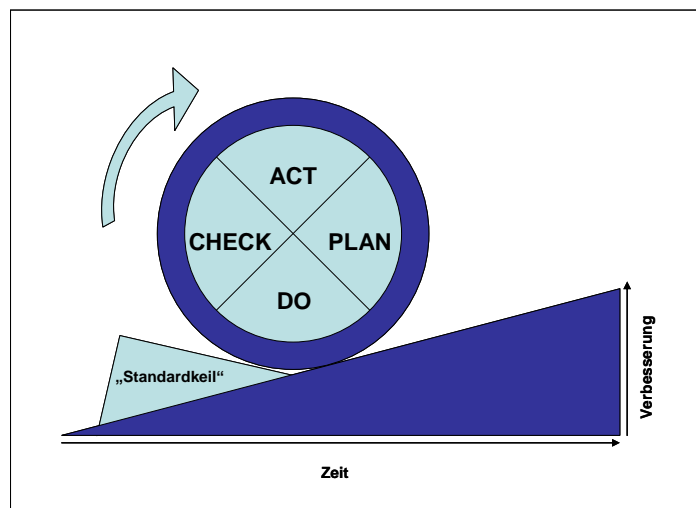 ACT
CHECK
PLAN
DO
„Standardkeil“
Verbesserung
Zeit